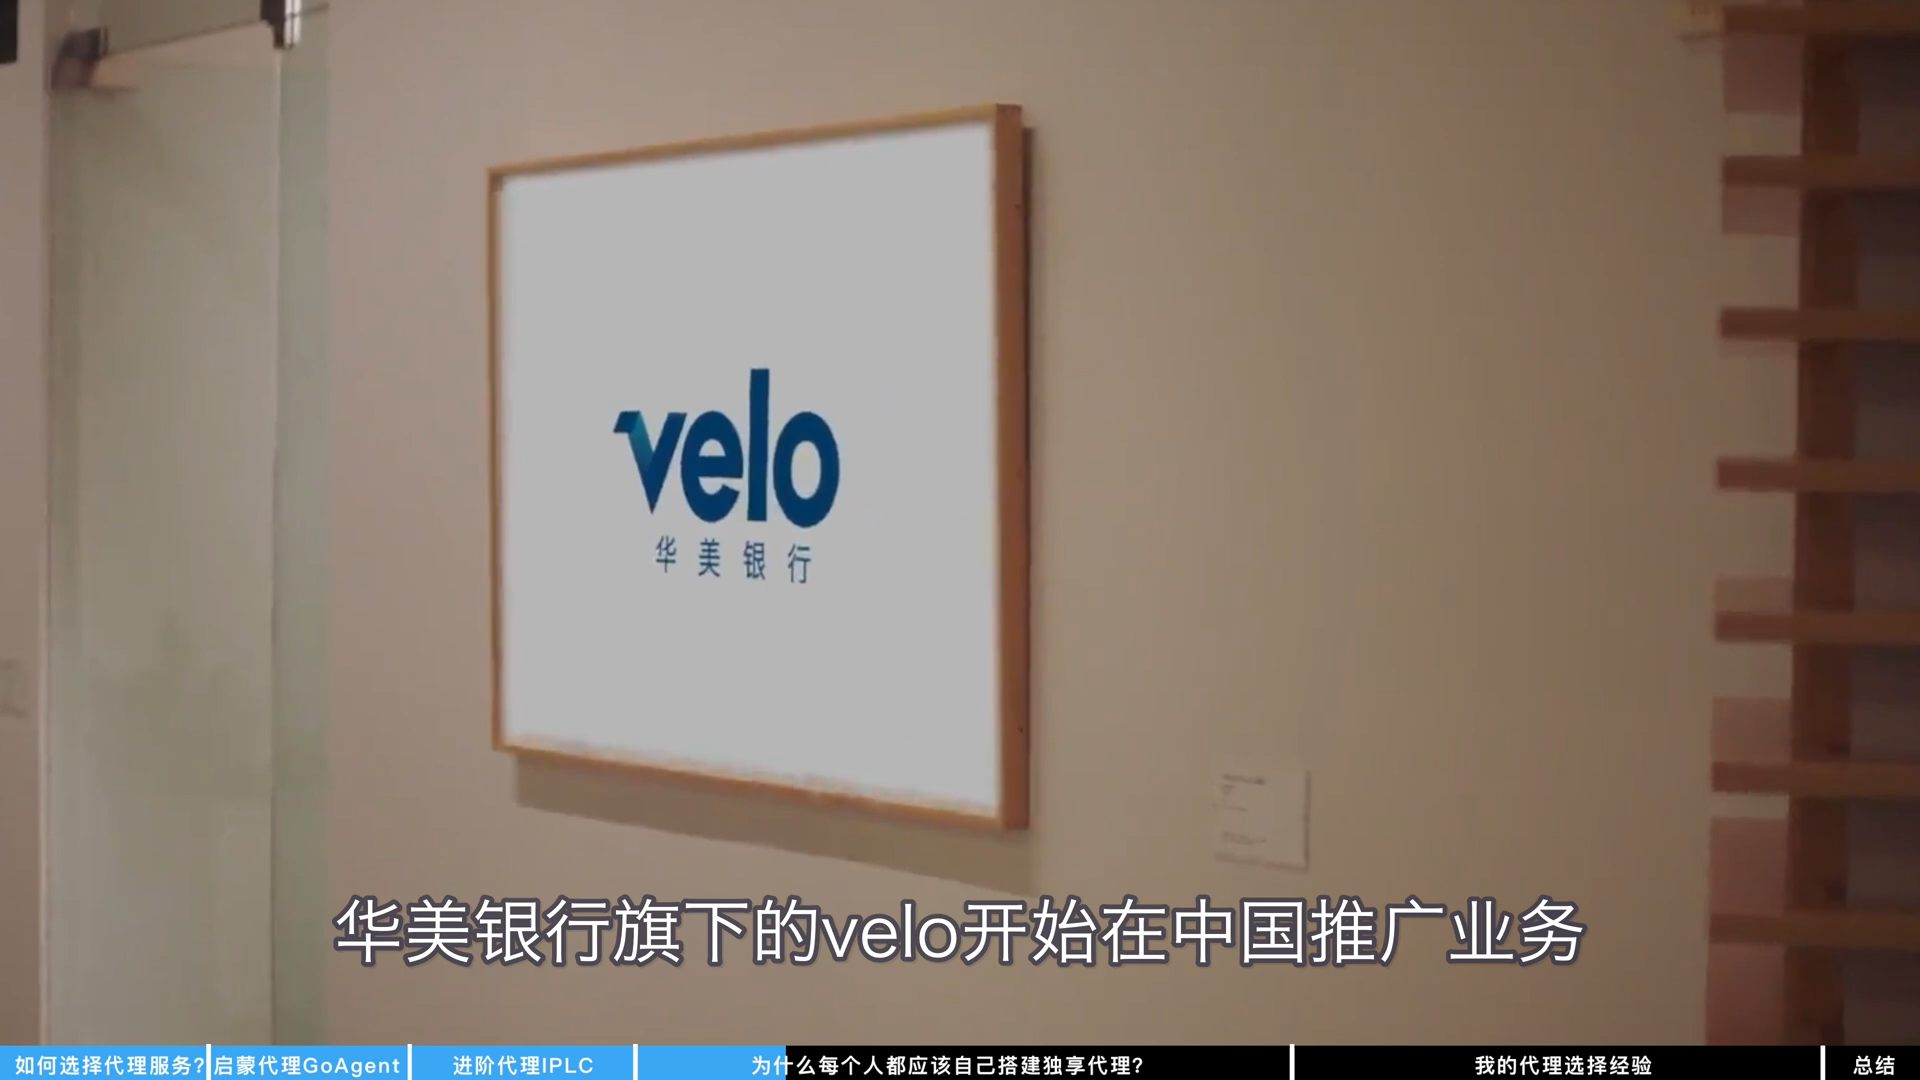 velo
华美银行
华美银行旗下的velo开始在中国推广业务
如何选择代理服务?
启蒙代理GoAgent
进阶代理IPLC
为什么每个人都应该自己搭建独享代理?
我的代理选择经验
总结